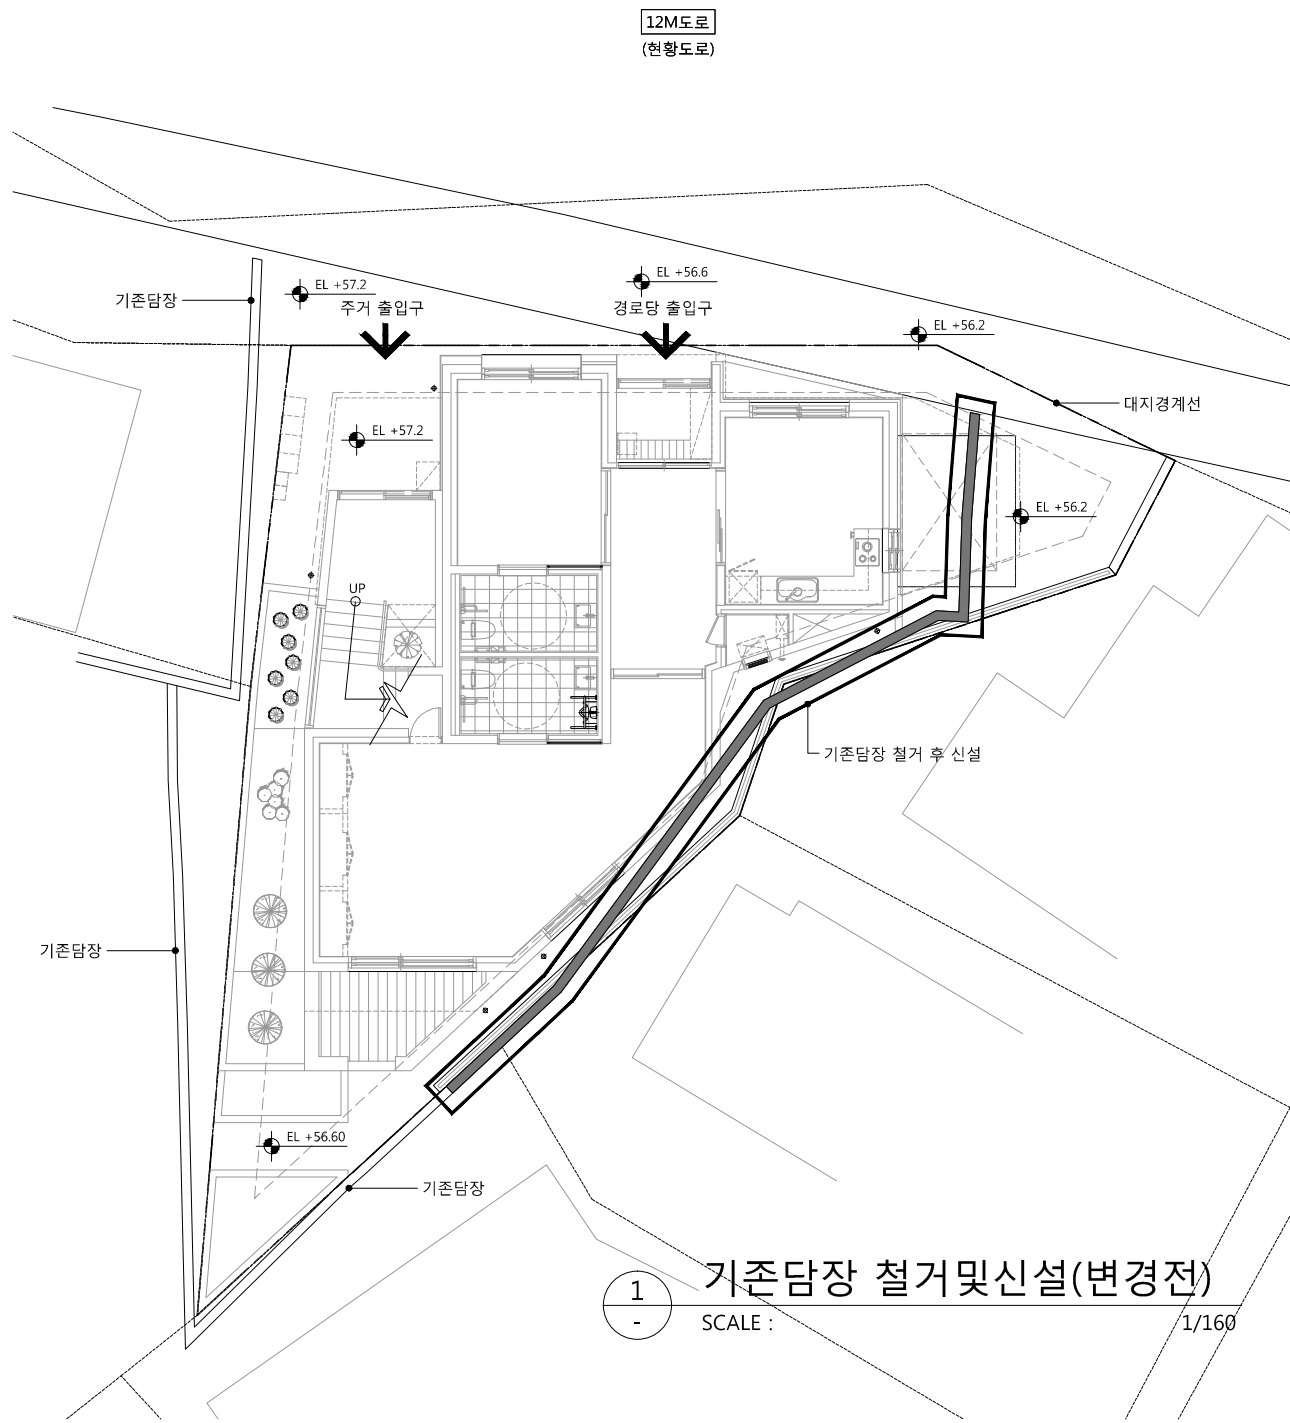 12M도로
(현황도로)
EL +56.6
EL +57.2
기존담장
주거 출입구
경로당 출입구
EL +56.2
대지경계선
EL +57.2
EL +56.2
UP
기존담장 철거 후 신설
기존담장
EL +56.60
기존담장
1
-
기존담장 철거및신설(변경전)
SCALE :
1/160